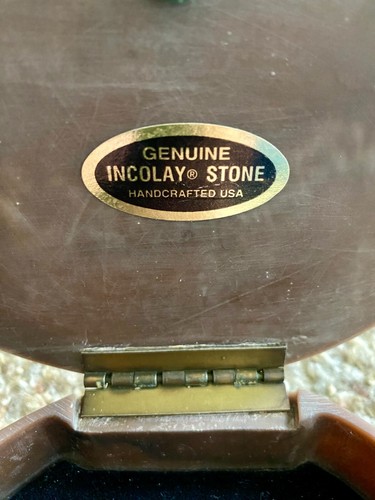 GENUINE
INCOLAY® STONE
HANDCRAFTED USA